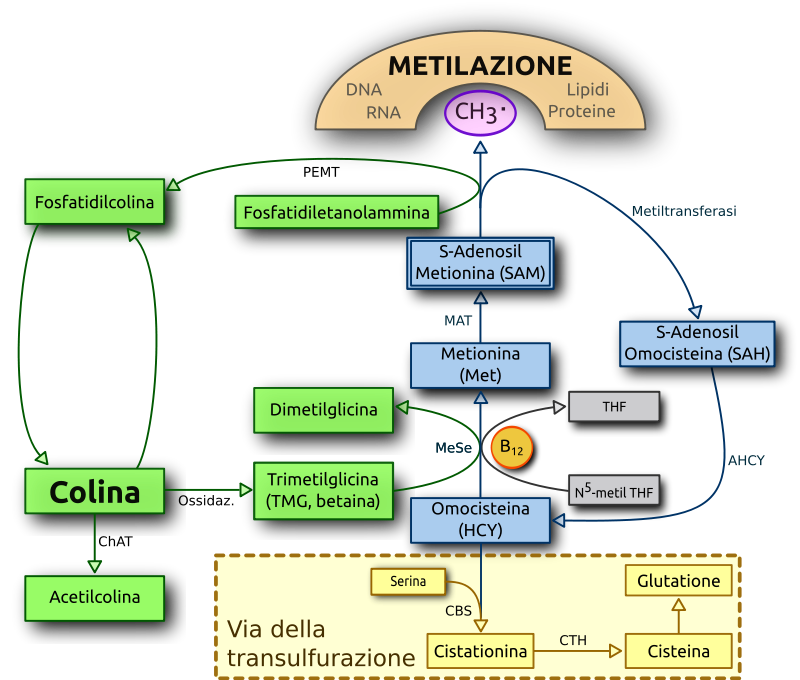 METILAZIONE
DNA
Lipidi
RNA
CH3·
Proteine
PEMT
Fosfatidilcolina
Fosfatidiletanolammina
Metiltransferasi
S-Adenosil
Metionina (SAM)
MAT
S-Adenosil
Omocisteina (SAH)
Metionina
(Met)
Dimetilglicina
THF
MeSe
B12
AHCY
Colina
Ossidaz.
Trimetilglicina
(TMG, betaina)
N5-metil THF
Omocisteina
(HCY)
ChAT
Acetilcolina
Serina
Glutatione
CBS
Via della
transulfurazione
Cistationina
CTH
Cisteina